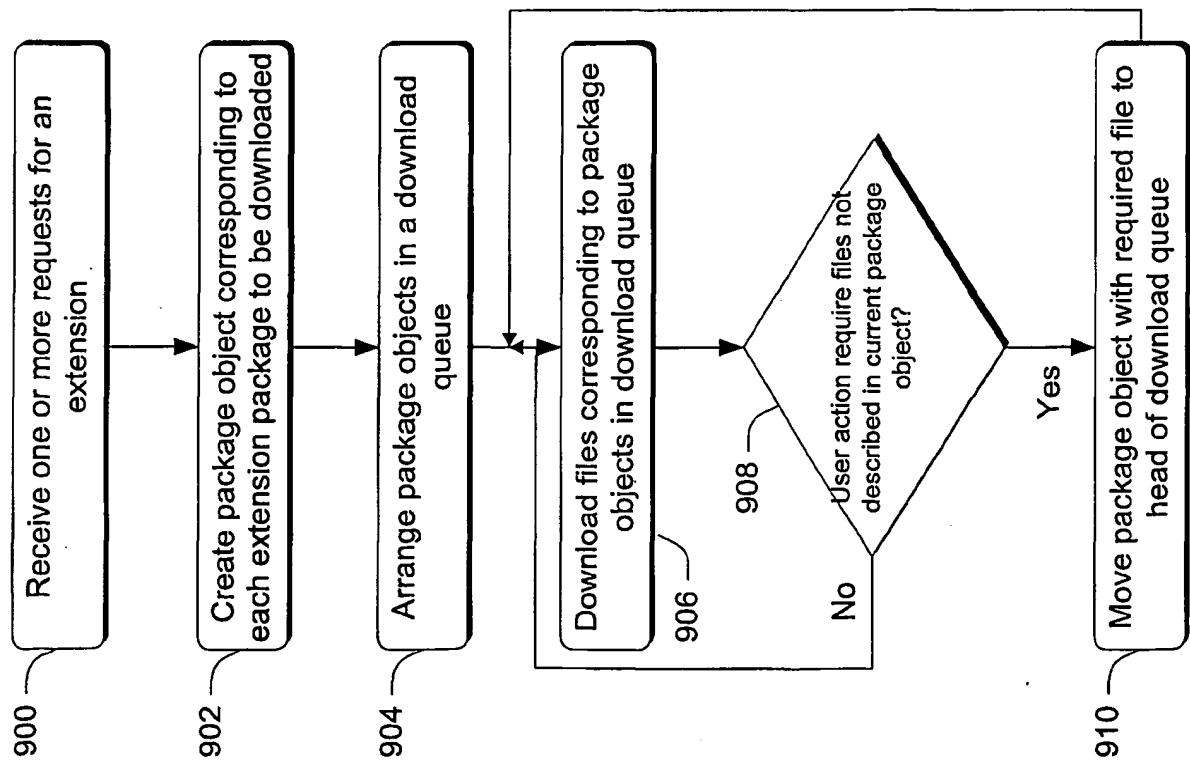 900
Receive one or more requests for an
extension
902
Create package object corresponding to
each extension package to be downloaded
904
Arrange package objects in a download
queue
Download files corresponding to package
objects in download queue
906
908
User action require files not
described in current package
object?
No
Yes
Move package object with required file to
head of download queue
910